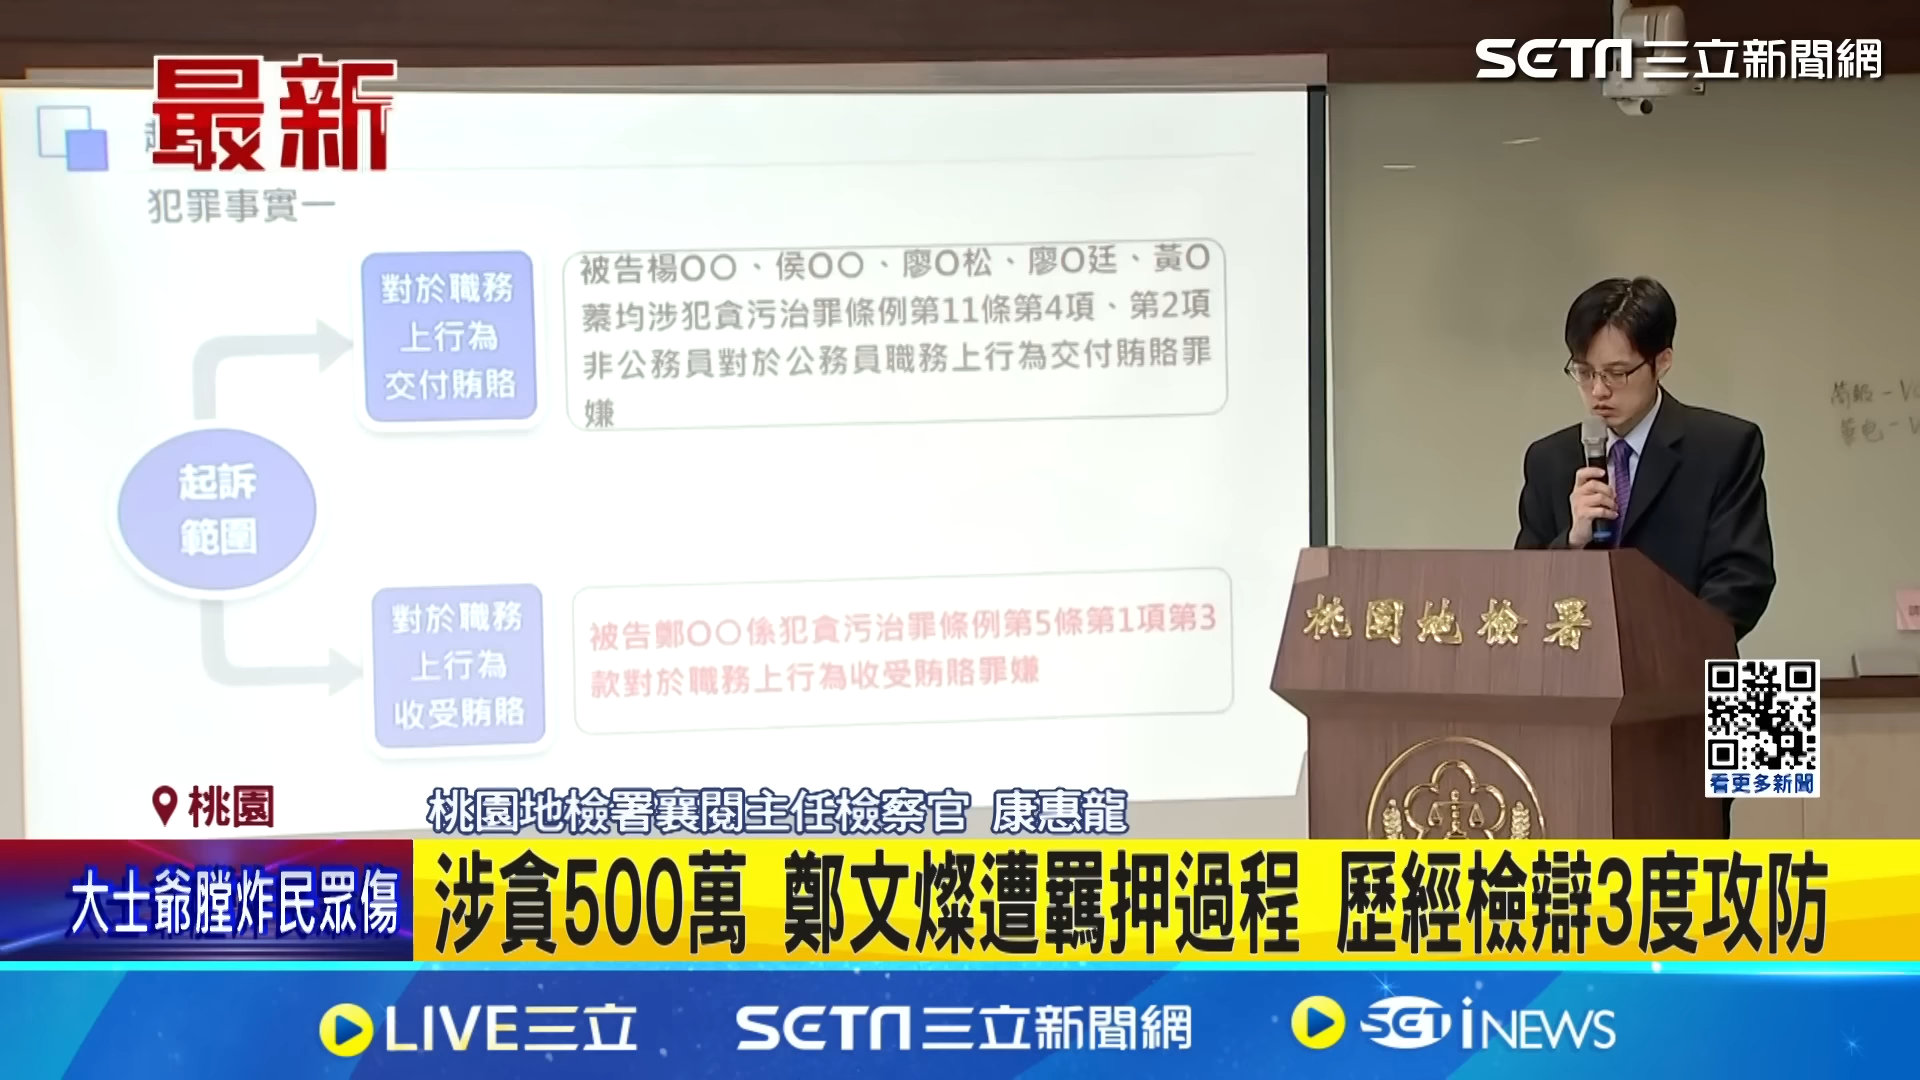 SETN三立新聞網
最新
犯罪事實一
對於職務
上行為
交付賄賂
被告楊O〇、侯O〇、廖O松、廖O廷、黃O
蓁均涉犯貪污治罪條例第11條第4項、第2項
非公務員對於公務員職務上行為交付賄賂罪
嫌
起訴
範圍
對於職務
上行為
收受賄賂
被告鄭O〇係犯貪污治罪條例第5條第1項第3
款對於職務上行為收受賄賂罪嫌
桃園地檢署
看更多新聞
桃園
桃園地檢署襄閱主任檢察官 康惠龍
大士爺膛炸民眾傷
涉貪500萬 鄭文燦遭羈押過程 歷經檢辯3度攻防
LIVE三立
SETN三立新聞網
SET iNEWS